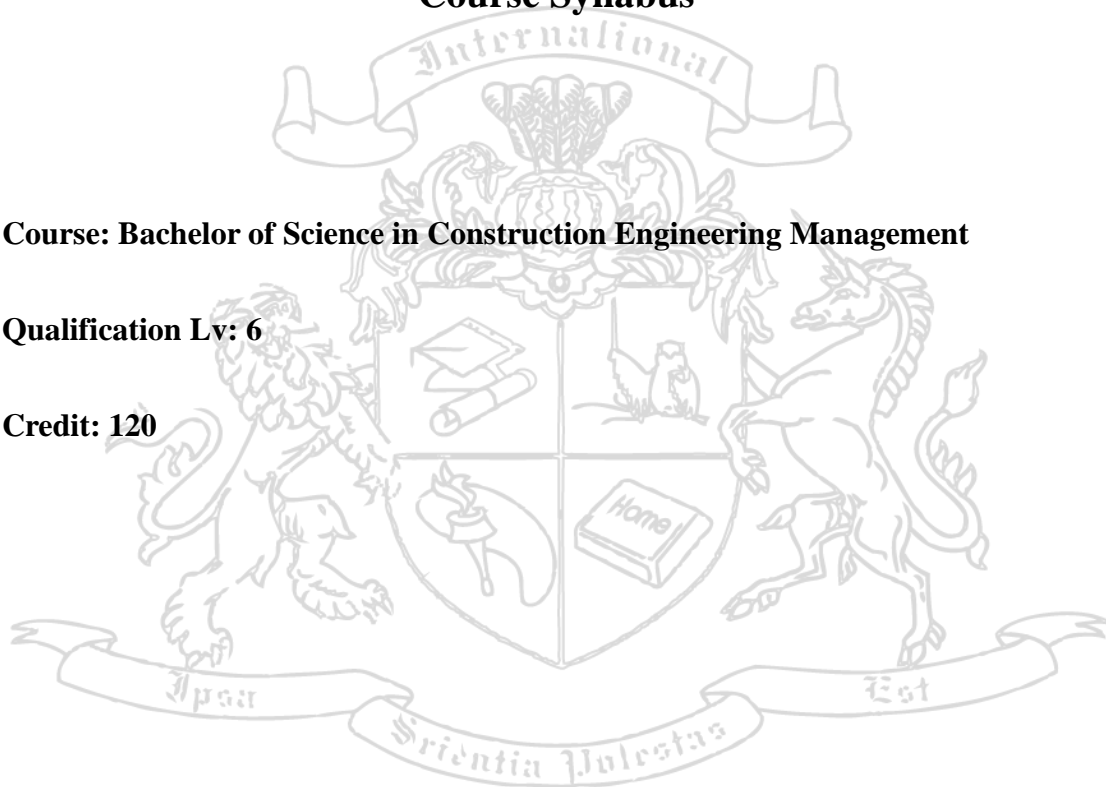 Course Syllabus
International
Course: Bachelor of Science in Construction Engineering Management
Qualification Lv: 6
Credit: 120
Home
Ipsa
Scientia Potestas
Est